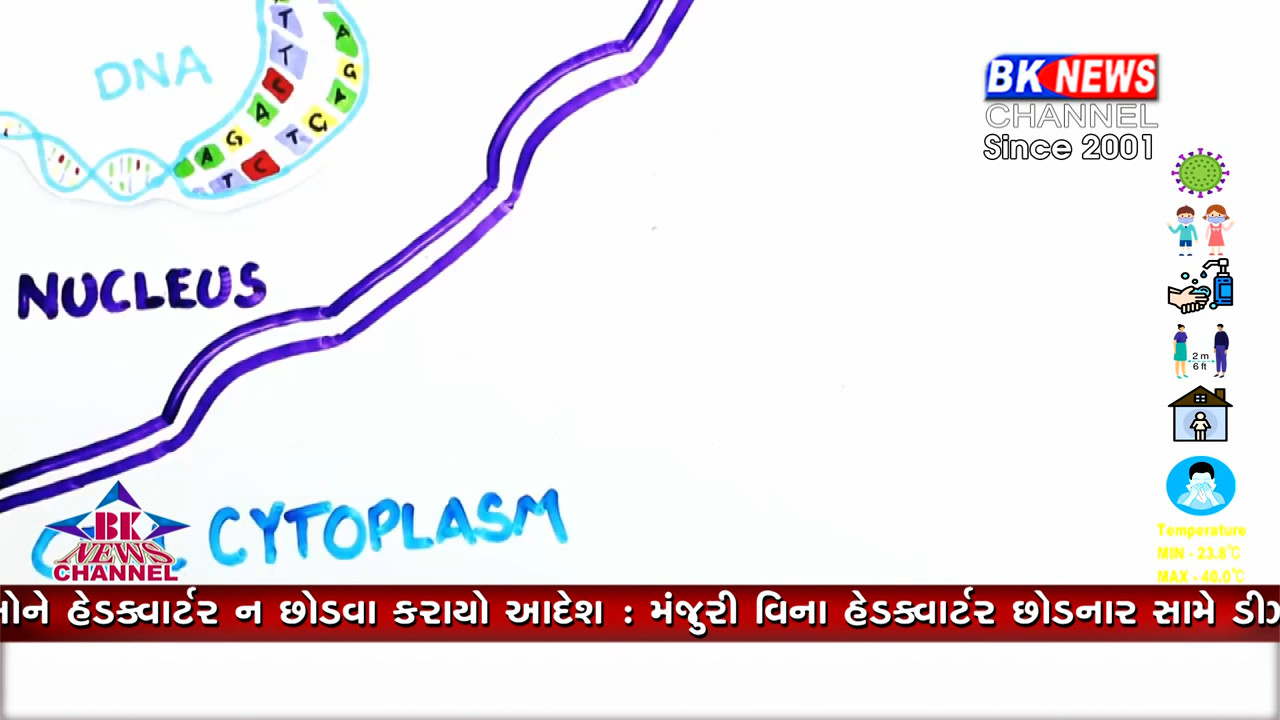 DNA
T
T
C
A
G
A
A
G
A
C
T
C
T
NUCLEUS
CYTOPLASM
BK NEWS
CHANNEL
Since 2001
2 m
6 ft
BK
NEWS
CHANNEL
Temperature
MIN - 23.8°C
MAX - 40.0°C
હેડક્વાર્ટર ન છોડવા કરાયો આદેશ : મંજુરી વિના હેડક્વાર્ટર છોડનાર સામે